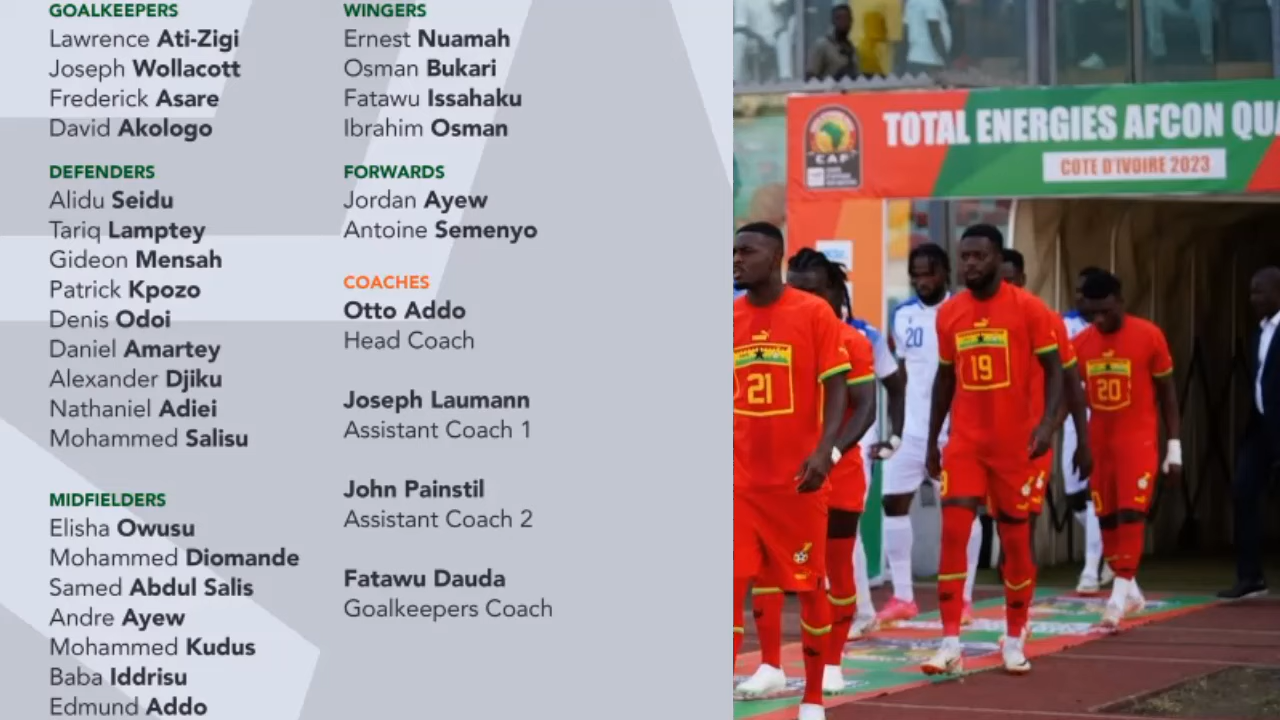 GOALKEEPERS
Lawrence Ati-Zigi
Joseph Wollacott
Frederick Asare
David Akologo
DEFENDERS
Alidu Seidu
Tariq Lamptey
Gideon Mensah
Patrick Kpozo
Denis Odoi
Daniel Amartey
Alexander Djiku
Nathaniel Adiei
Mohammed Salisu
MIDFIELDERS
Elisha Owusu
Mohammed Diomande
Samed Abdul Salis
Andre Ayew
Mohammed Kudus
Baba Iddrisu
Edmund Addo
WINGERS
Ernest Nuamah
Osman Bukari
Fatawu Issahaku
Ibrahim Osman
FORWARDS
Jordan Ayew
Antoine Semenyo
COACHES
Otto Addo
Head Coach
Joseph Laumann
Assistant Coach 1
John Painstil
Assistant Coach 2
Fatawu Dauda
Goalkeepers Coach
TOTAL ENERGIES AFCON QUA
COTE D'IVOIRE 2023
CAF
20
21
19
20